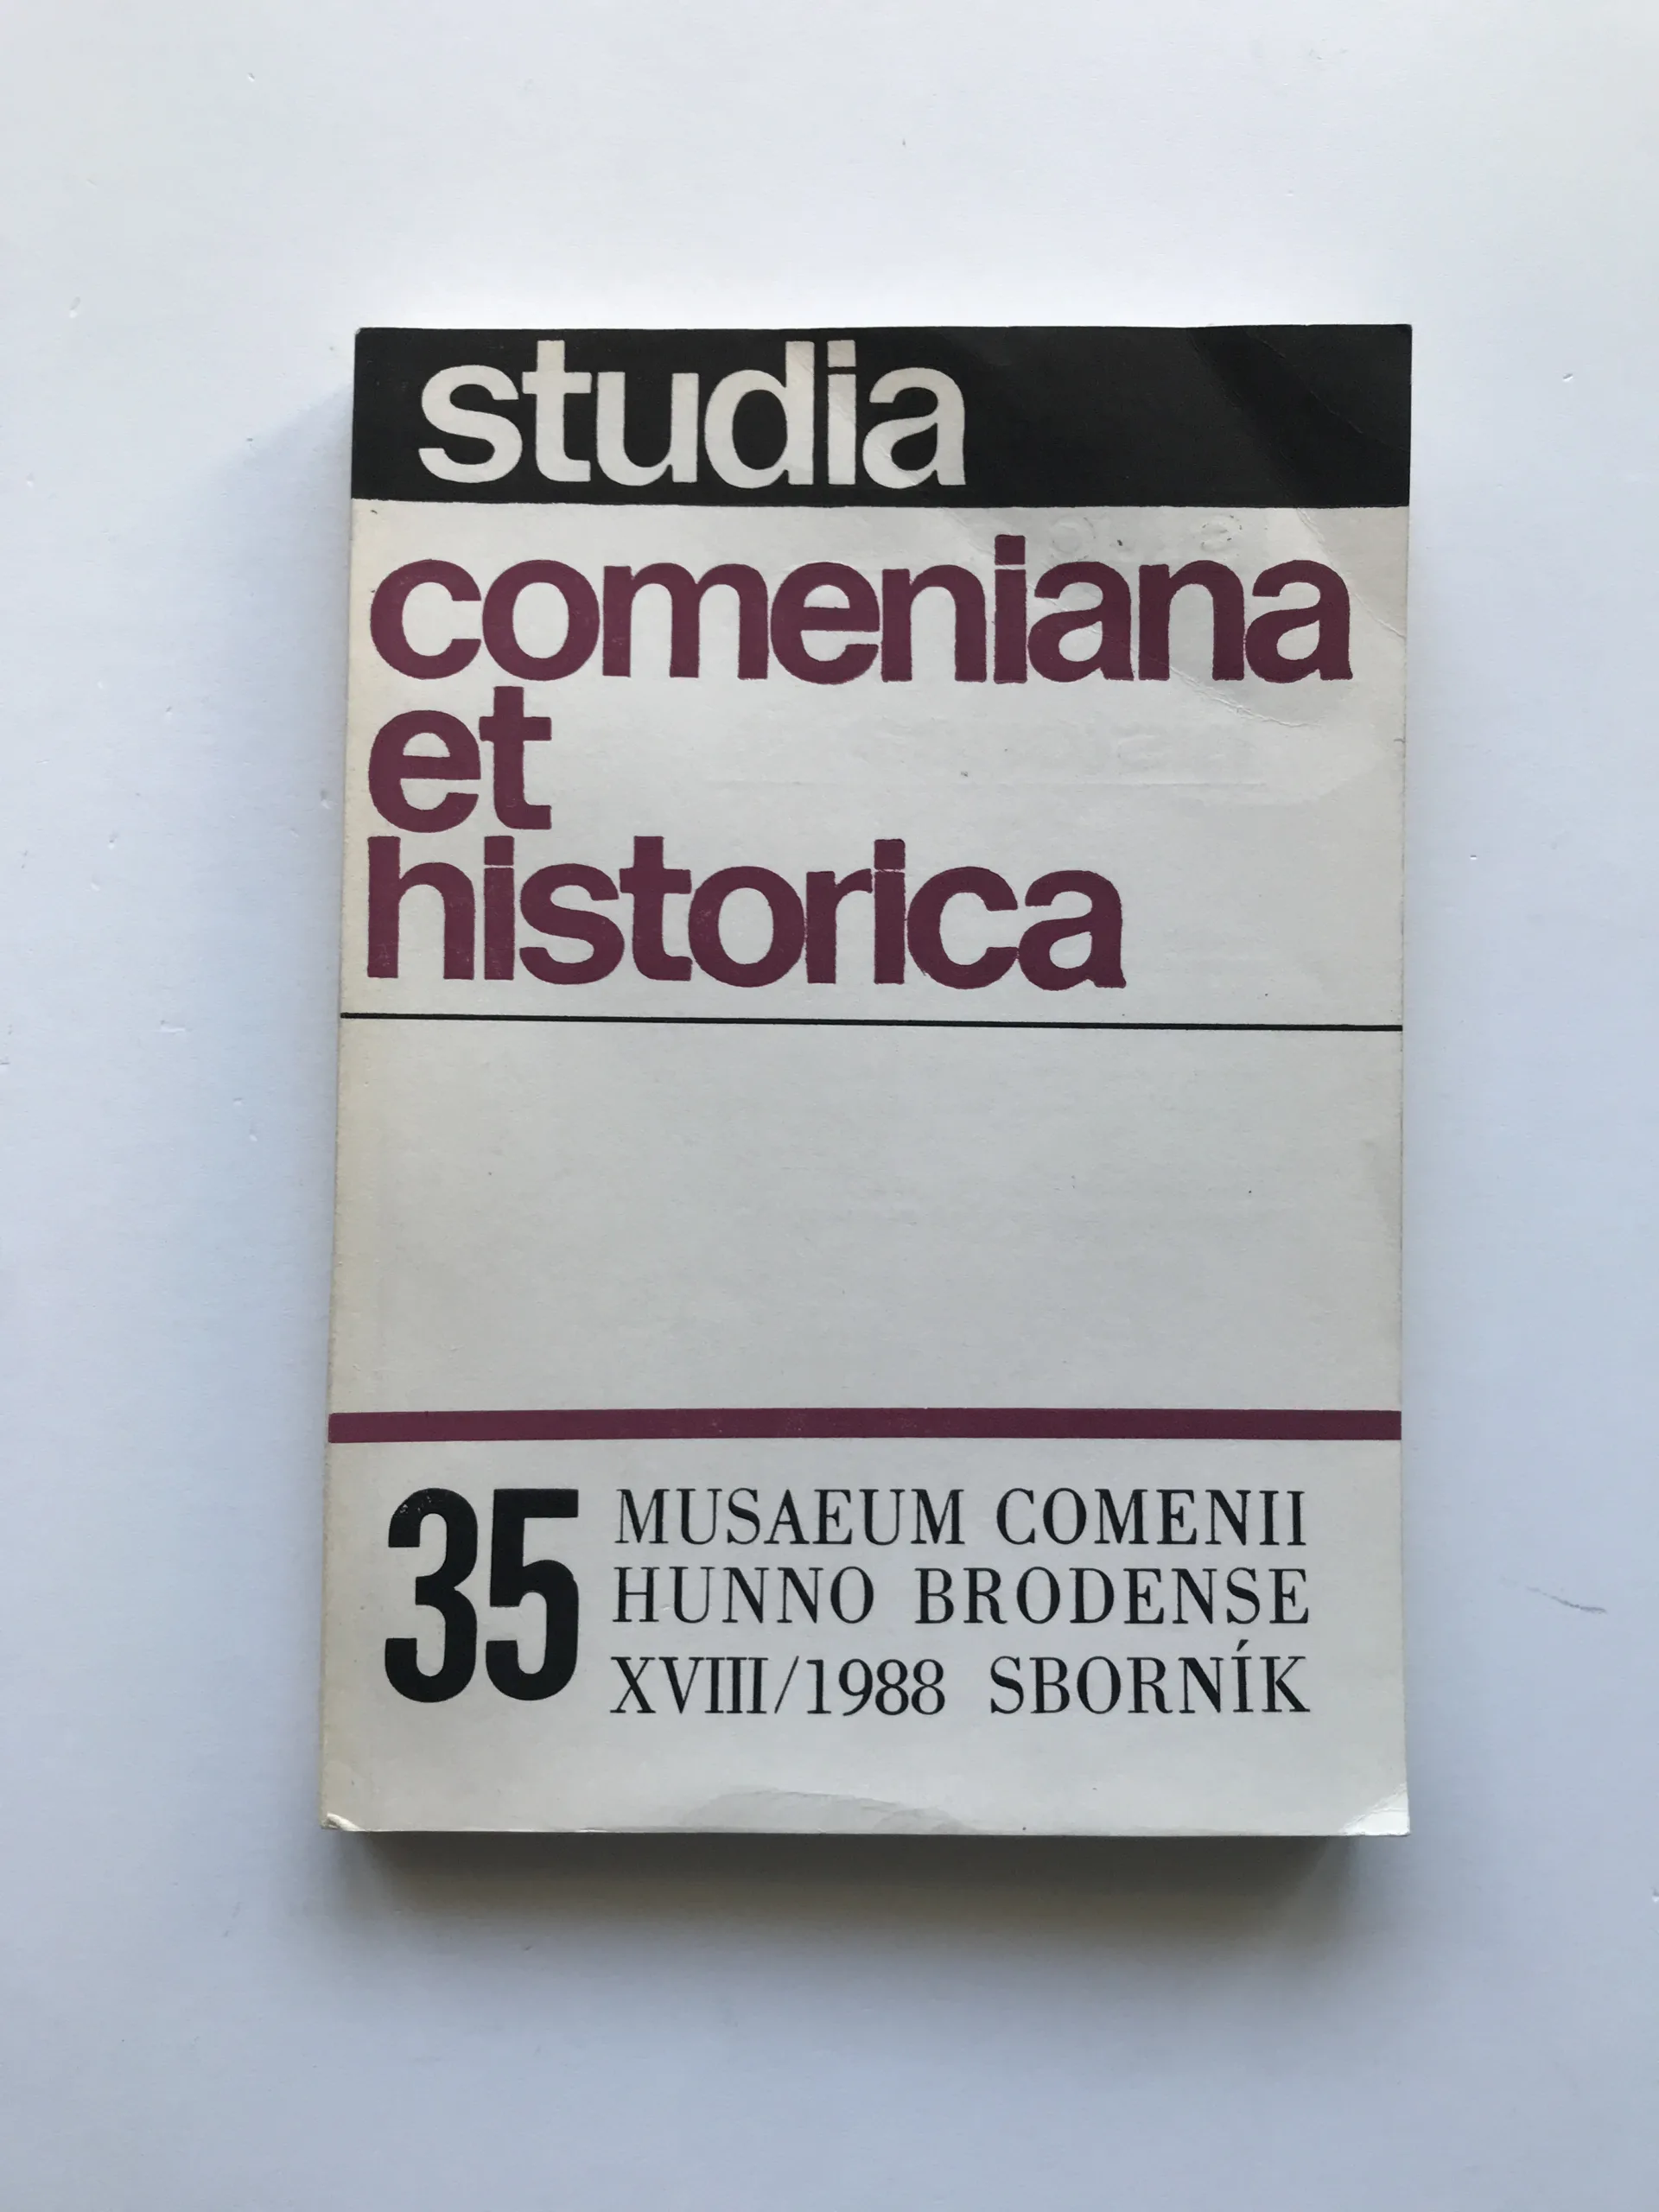 studia
comeniana
et
historica
35 MUSAEUM COMENII
HUNNO BRODENSE
XVIII/1988 SBORNÍK